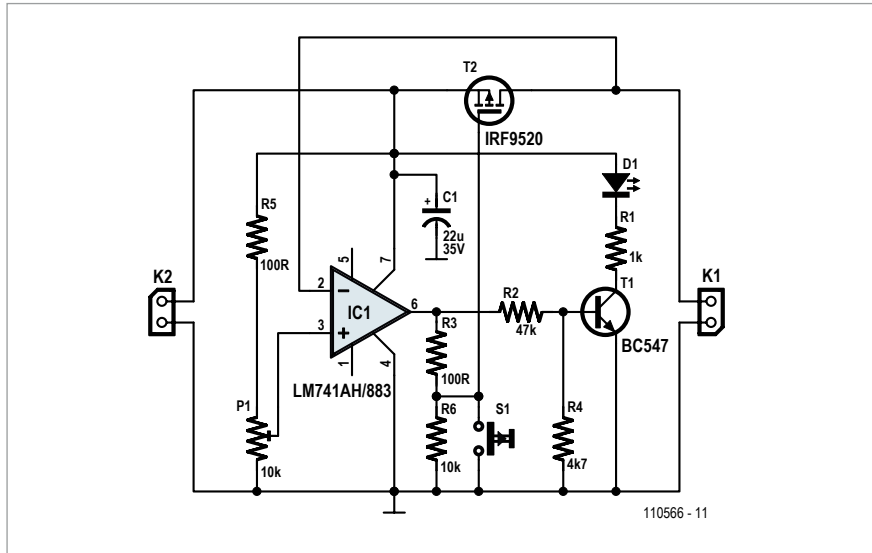 T2
IRF9520
D1
R5
100R
C1
+
22u
35V
R1
1k
K2
5
7
2
−
IC1
6
3
+
1
4
LM741AH/883
R3
100R
R2
47k
T1
BC547
K1
P1
10k
R6
10k
S1
R4
4k7
110566 - 11